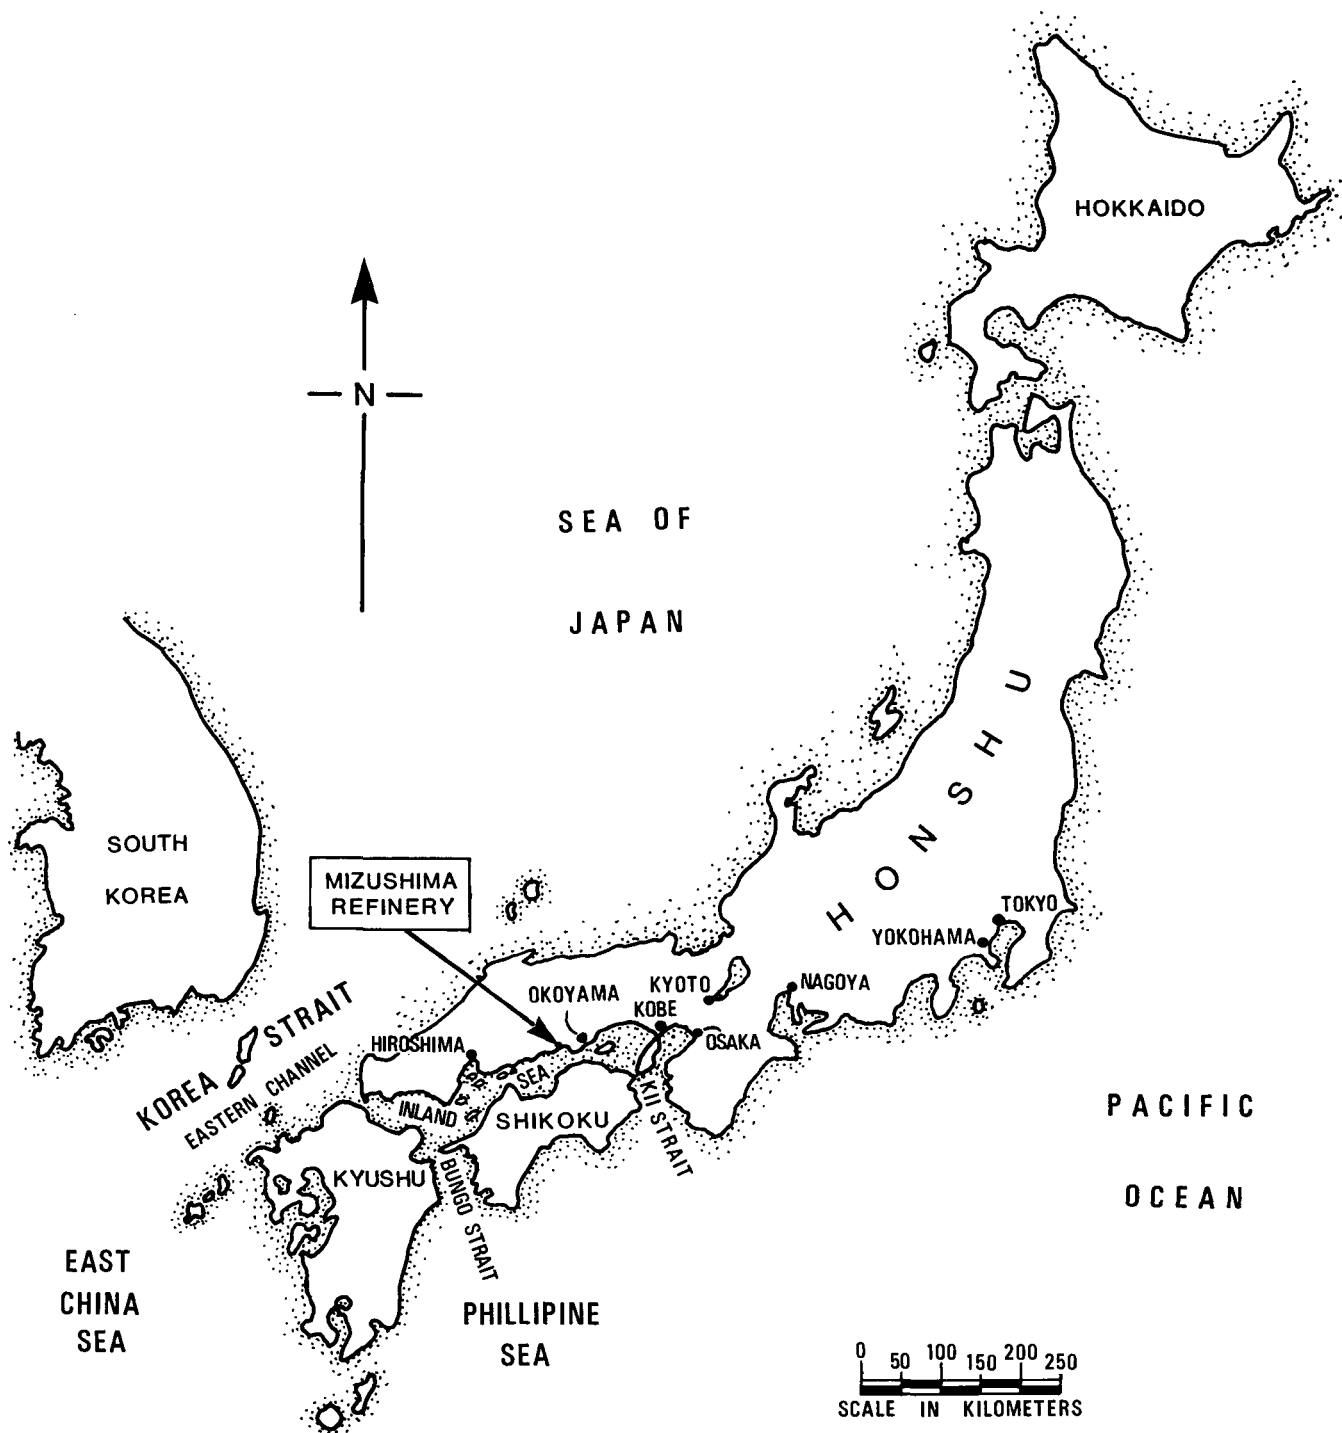 HOKKAIDO
N
SEA OF
JAPAN
HONSHU
SOUTH
KOREA
MIZUSHIMA
REFINERY
TOKYO
YOKOHAMA
NAGOYA
KYOTO
KOBE
OKOYAMA
OSAKA
HIROSHIMA
KOREA STRAIT
EASTERN CHANNEL
INLAND SEA
SHIKOKU
KII STRAIT
KYUSHU
BUNGO STRAIT
PACIFIC
OCEAN
EAST
CHINA
SEA
PHILLIPINE
SEA
0 50 100 150 200 250
SCALE IN KILOMETERS